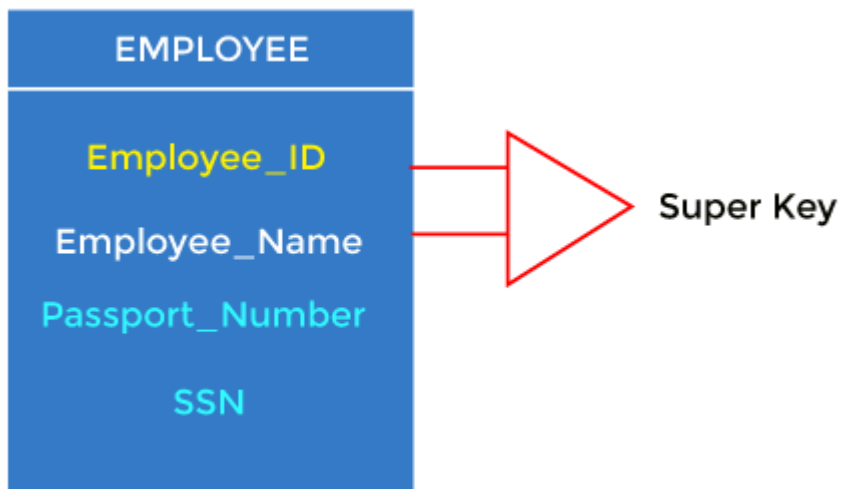 EMPLOYEE
Employee_ID
Employee_Name
Passport_Number
SSN
Super Key